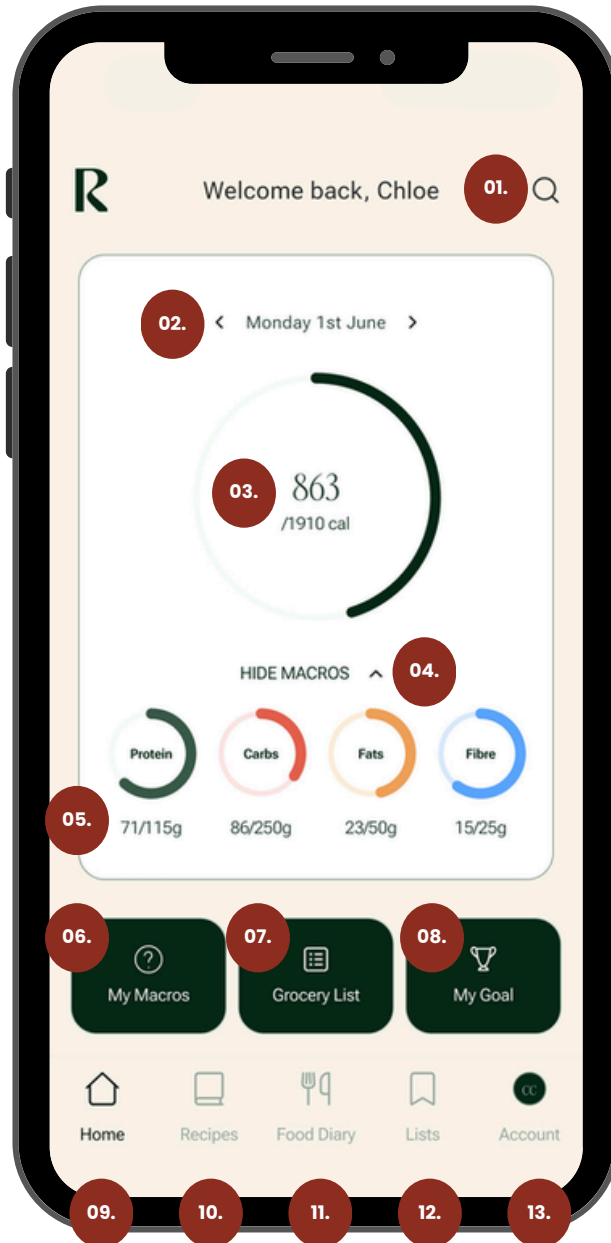 R
Welcome back, Chloe
01.
02.
Monday 1st June
03.
863
/1910 cal
HIDE MACROS
04.
Protein
Carbs
Fats
Fibre
05.
71/115g
86/250g
23/50g
15/25g
06.
My Macros
07.
Grocery List
08.
My Goal
CC
Home
Recipes
Food Diary
Lists
Account
09.
10.
11.
12.
13.